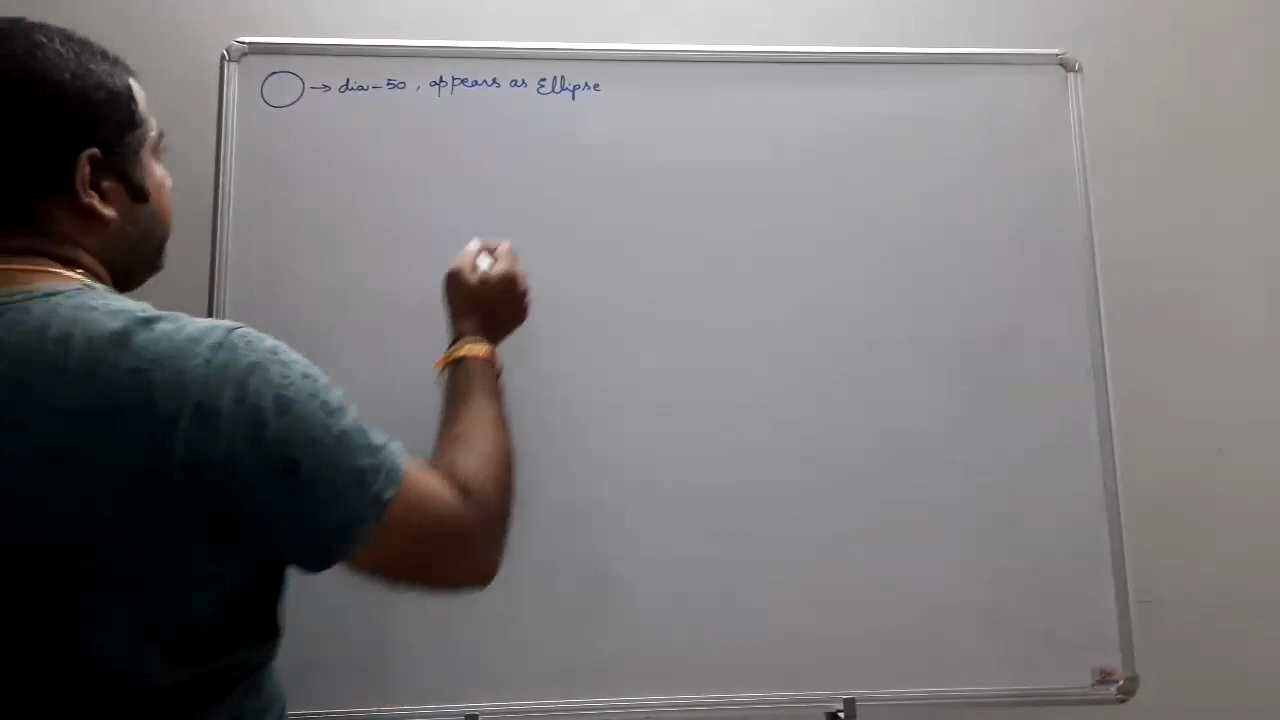 → dia - 50 , appears as Ellipse